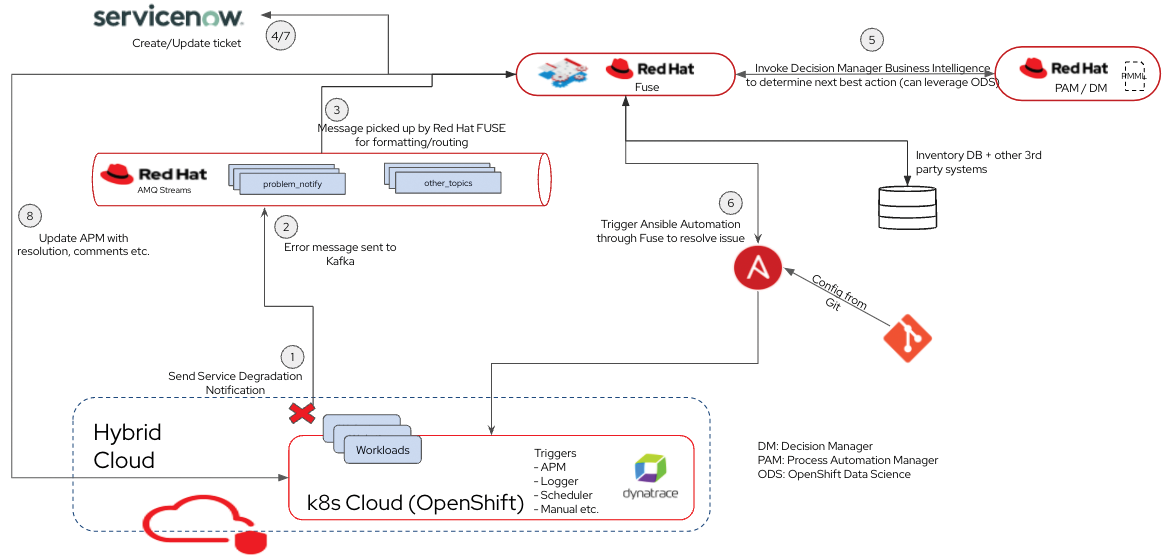 servicenow
Create/Update ticket
4/7
5
Red Hat
Fuse
Invoke Decision Manager Business Intelligence
to determine next best action (can leverage ODS)
Red Hat
PAM / DM
PMML
3
Message picked up by Red Hat FUSE
for formatting/routing
Red Hat
AMQ Streams
problem_notify
other_topics
Inventory DB + other 3rd
party systems
8
Update APM with
resolution, comments etc.
2
Error message sent to
Kafka
6
Trigger Ansible Automation
through Fuse to resolve issue
A
Config from
Git
1
Send Service Degradation
Notification
Hybrid
Cloud
Workloads
k8s Cloud (OpenShift)
Triggers
- APM
- Logger
- Scheduler
- Manual etc.
dynatrace
DM: Decision Manager
PAM: Process Automation Manager
ODS: OpenShift Data Science